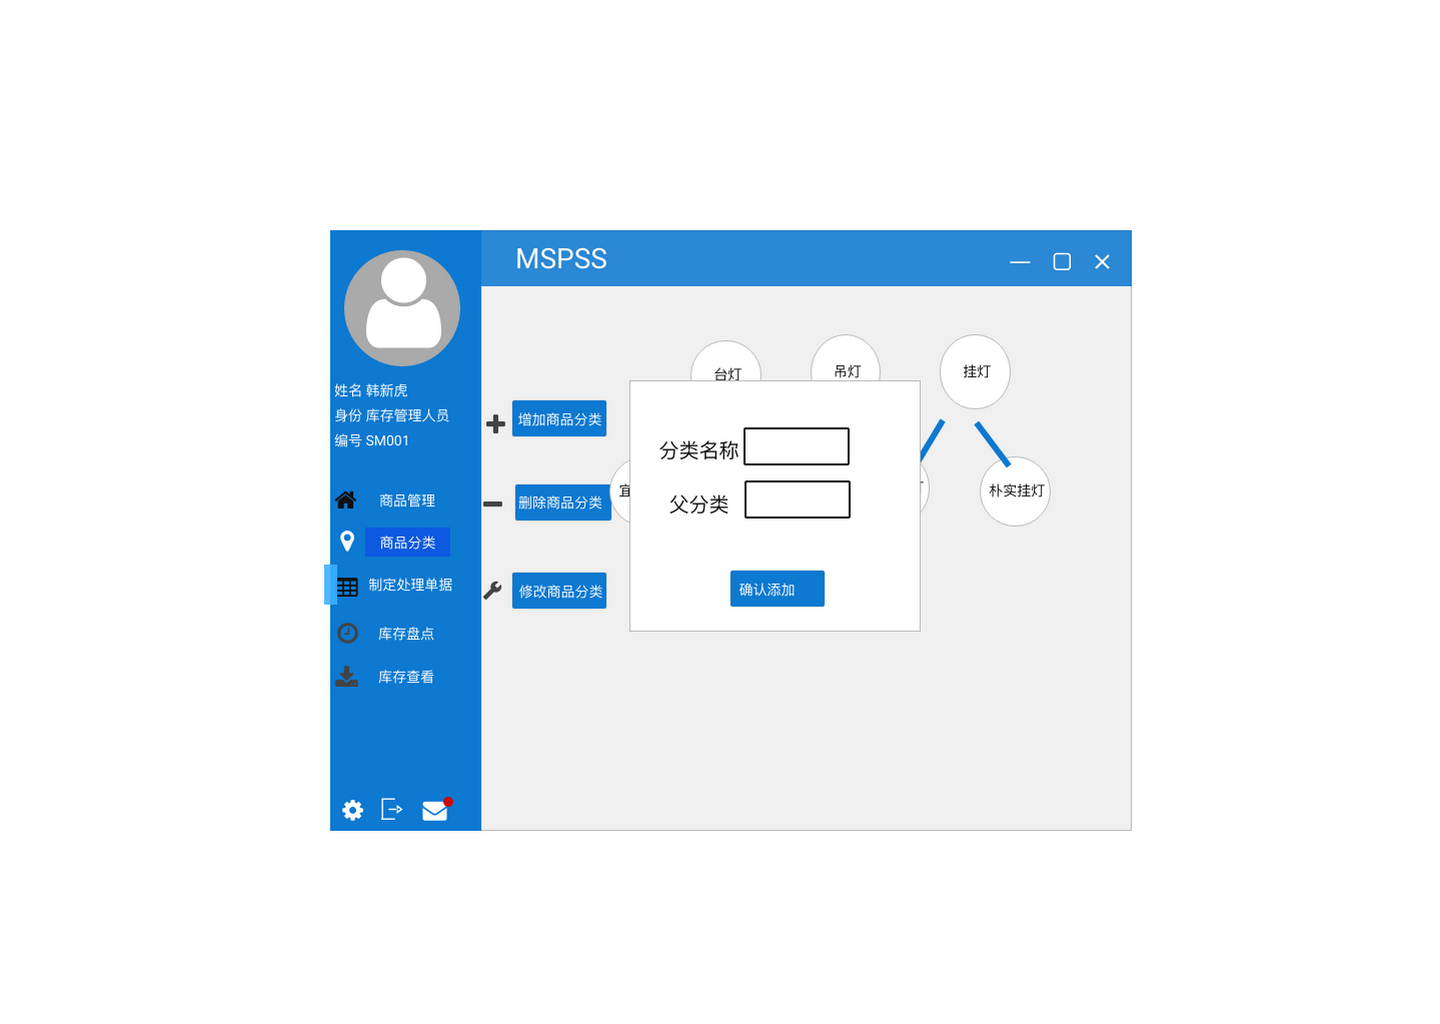 MSPSS
姓名 韩新虎
身份 库存管理人员
编号 SM001
商品管理
商品分类
制定处理单据
库存盘点
库存查看
增加商品分类
删除商品分类
修改商品分类
台灯
吊灯
挂灯
宜
朴实挂灯
分类名称
父分类
确认添加